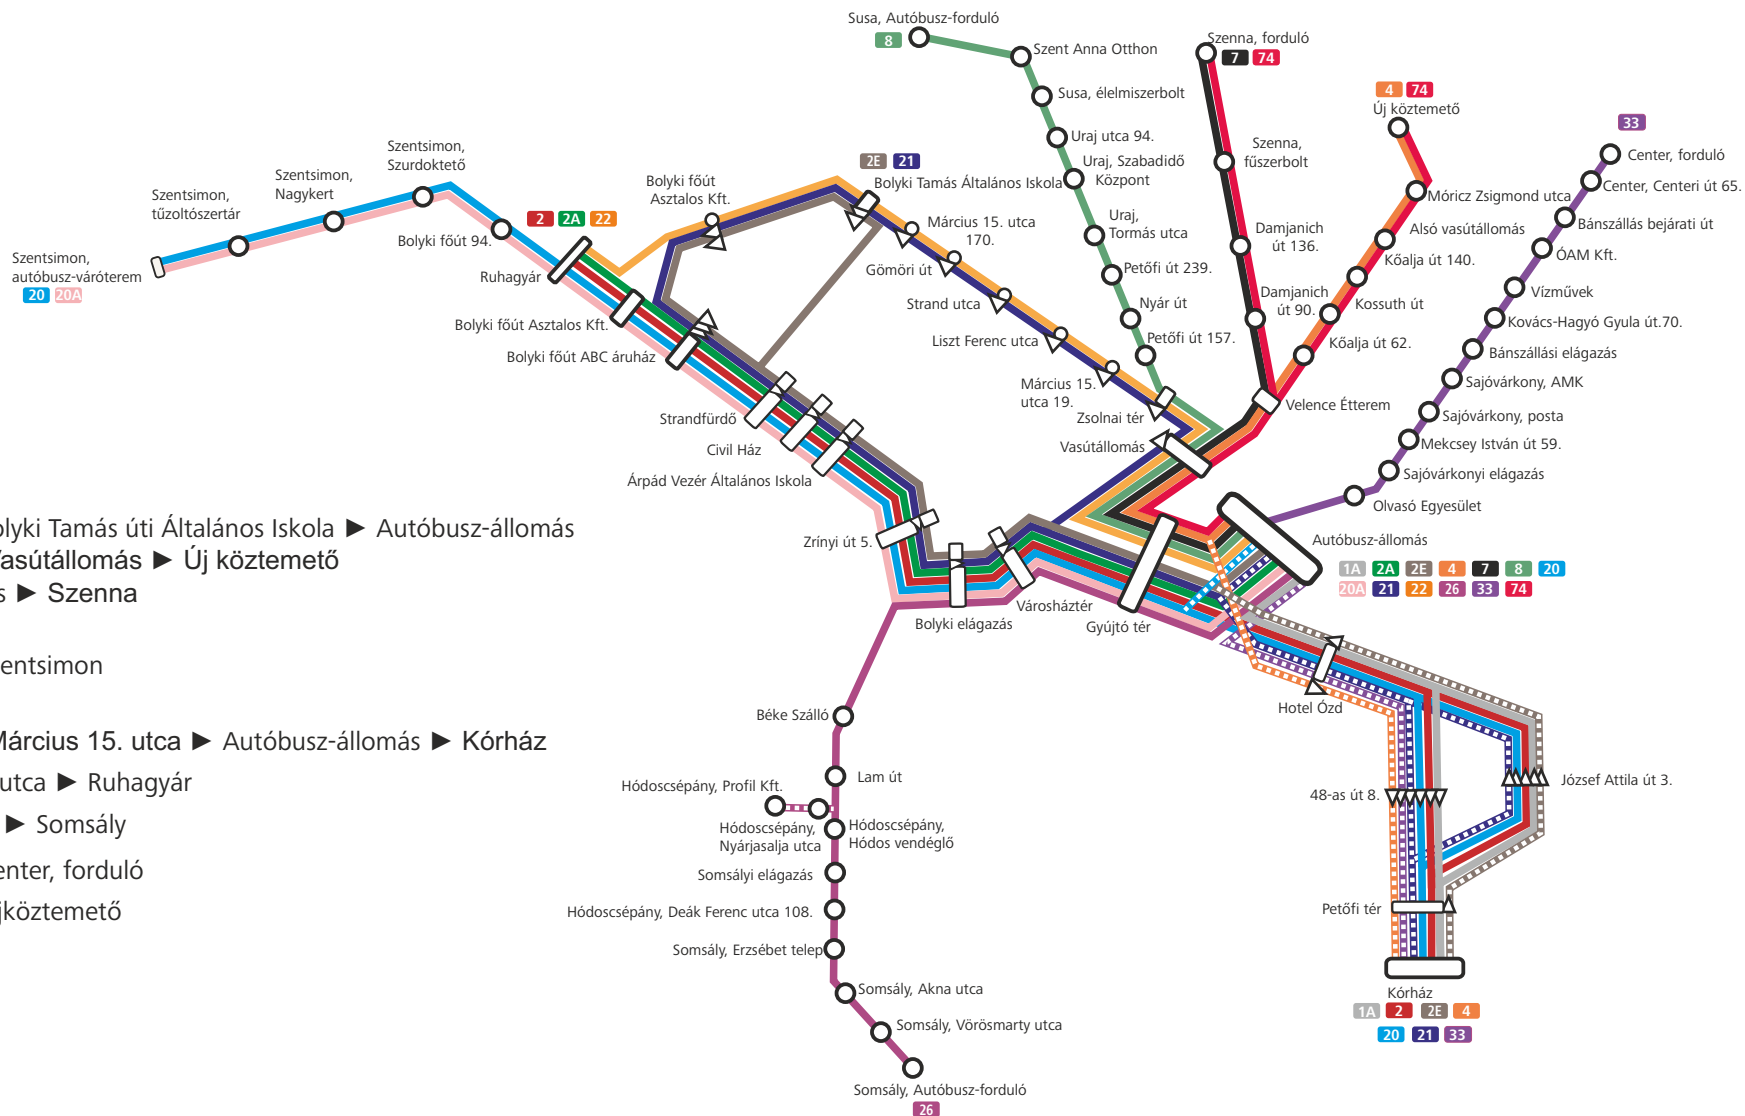 Susa, Autóbusz-forduló
8
Szent Anna Otthon
Susa, élelmiszerbolt
Uraj utca 94.
Uraj, Szabadidő
Központ
Uraj,
Tormás utca
Petőfi út 239.
Nyár út
Petőfi út 157.
Szenna, forduló
7 74
Szenna,
fűszerbolt
Damjanich
út 136.
Damjanich
út 90.
4 74
Új köztemető
Móricz Zsigmond utca
Alsó vasútállomás
Kőalja út 140.
Kossuth út
Kőalja út 62.
Velence Étterem
33
Center, forduló
Center, Centeri út 65.
Bánszállás bejárati út
ÓAM Kft.
Vízművek
Kovács-Hagyó Gyula út.70.
Bánszállási elágazás
Sajóvárkony, AMK
Sajóvárkony, posta
Mekcsey István út 59.
Sajóvárkonyi elágazás
Olvasó Egyesület
Szentsimon,
autóbusz-váróterem
20 20A
Szentsimon,
tűzoltószertár
Szentsimon,
Nagykert
Szentsimon,
Szurdoktető
Bolyki főút 94.
2 2A 22
Ruhagyár
Bolyki főút Asztalos Kft.
Bolyki főút ABC áruház
Bolyki főút
Asztalos Kft.
2E 21
Bolyki Tamás Általános Iskola
Március 15. utca
170.
Gömöri út
Strand utca
Liszt Ferenc utca
Március 15.
utca 19.
Zsolnai tér
Vasútállomás
Strandfürdő
Civil Ház
Árpád Vezér Általános Iskola
Zrínyi út 5.
Bolyki elágazás
Városháztér
Gyújtó tér
Autóbusz-állomás
1A 2A 2E 4 7 8 20
20A 21 22 26 33 74
olyki Tamás úti Általános Iskola ► Autóbusz-állomás
Vasútállomás ► Új köztemető
s ► Szenna
entsimon
Március 15. utca ► Autóbusz-állomás ► Kórház
utca ► Ruhagyár
► Somsály
enter, forduló
jköztemető
Béke Szálló
Lam út
Hódoscsépány, Profil Kft.
Hódoscsépány,
Nyárjasalja utca
Hódoscsépány,
Hódos vendéglő
Somsályi elágazás
Hódoscsépány, Deák Ferenc utca 108.
Somsály, Erzsébet telep
Somsály, Akna utca
Somsály, Vörösmarty utca
Somsály, Autóbusz-forduló
26
Hotel Ózd
48-as út 8.
József Attila út 3.
Petőfi tér
Kórház
1A 2 2E 4
20 21 33